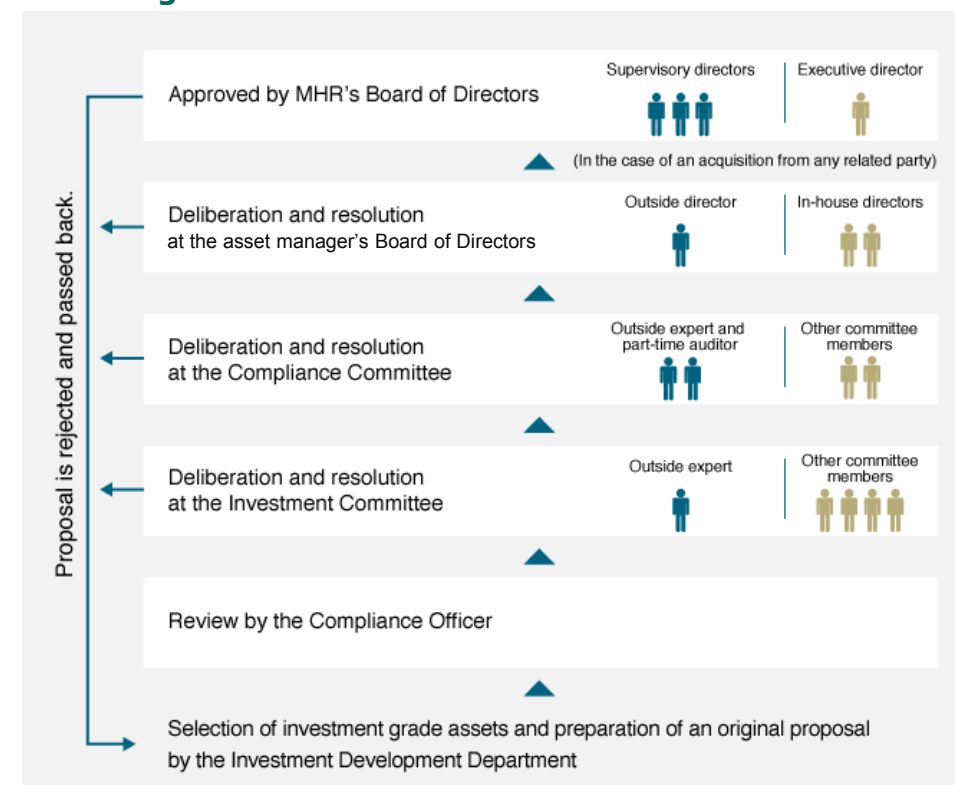 Approved by MHR's Board of Directors
Supervisory directors
Executive director
(In the case of an acquisition from any related party)
Deliberation and resolution
at the asset manager's Board of Directors
Outside director
In-house directors
Deliberation and resolution
at the Compliance Committee
Outside expert and
part-time auditor
Other committee
members
Deliberation and resolution
at the Investment Committee
Outside expert
Other committee
members
Review by the Compliance Officer
Selection of investment grade assets and preparation of an original proposal
by the Investment Development Department
Proposal is rejected and passed back.